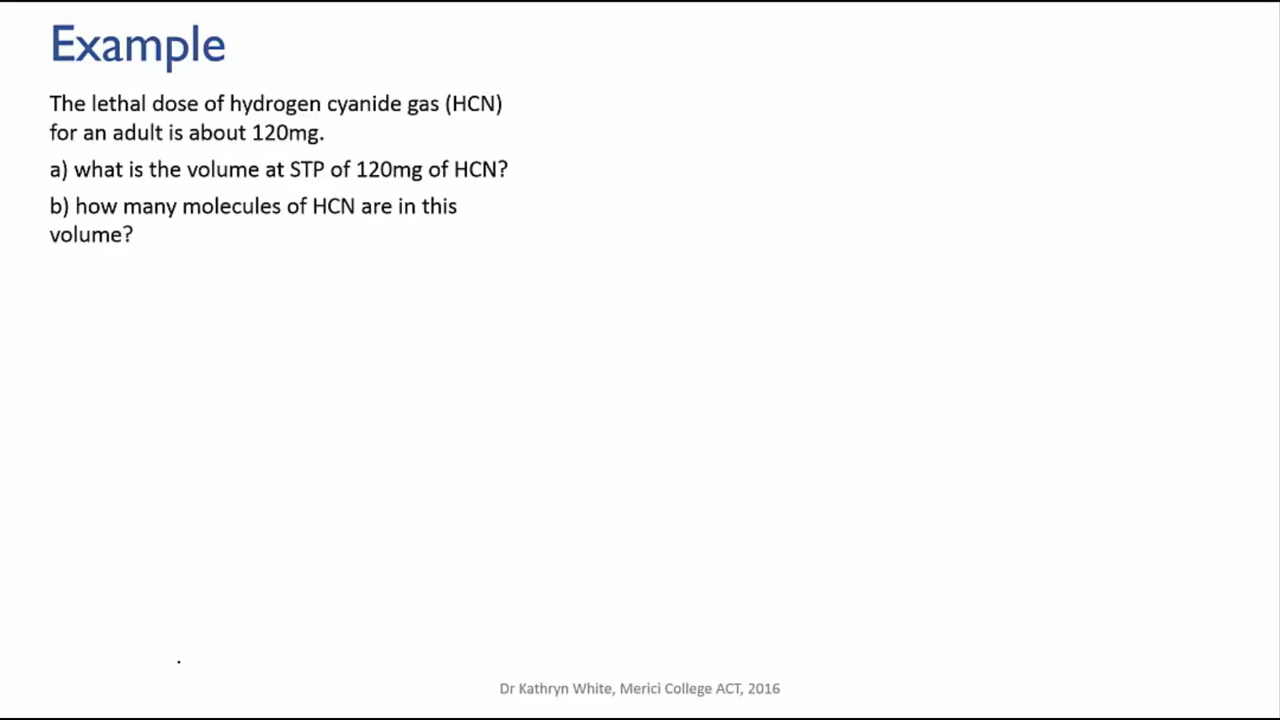 Example
The lethal dose of hydrogen cyanide gas (HCN)
for an adult is about 120mg.
a) what is the volume at STP of 120mg of HCN?
b) how many molecules of HCN are in this
volume?
Dr Kathryn White, Merici College ACT, 2016